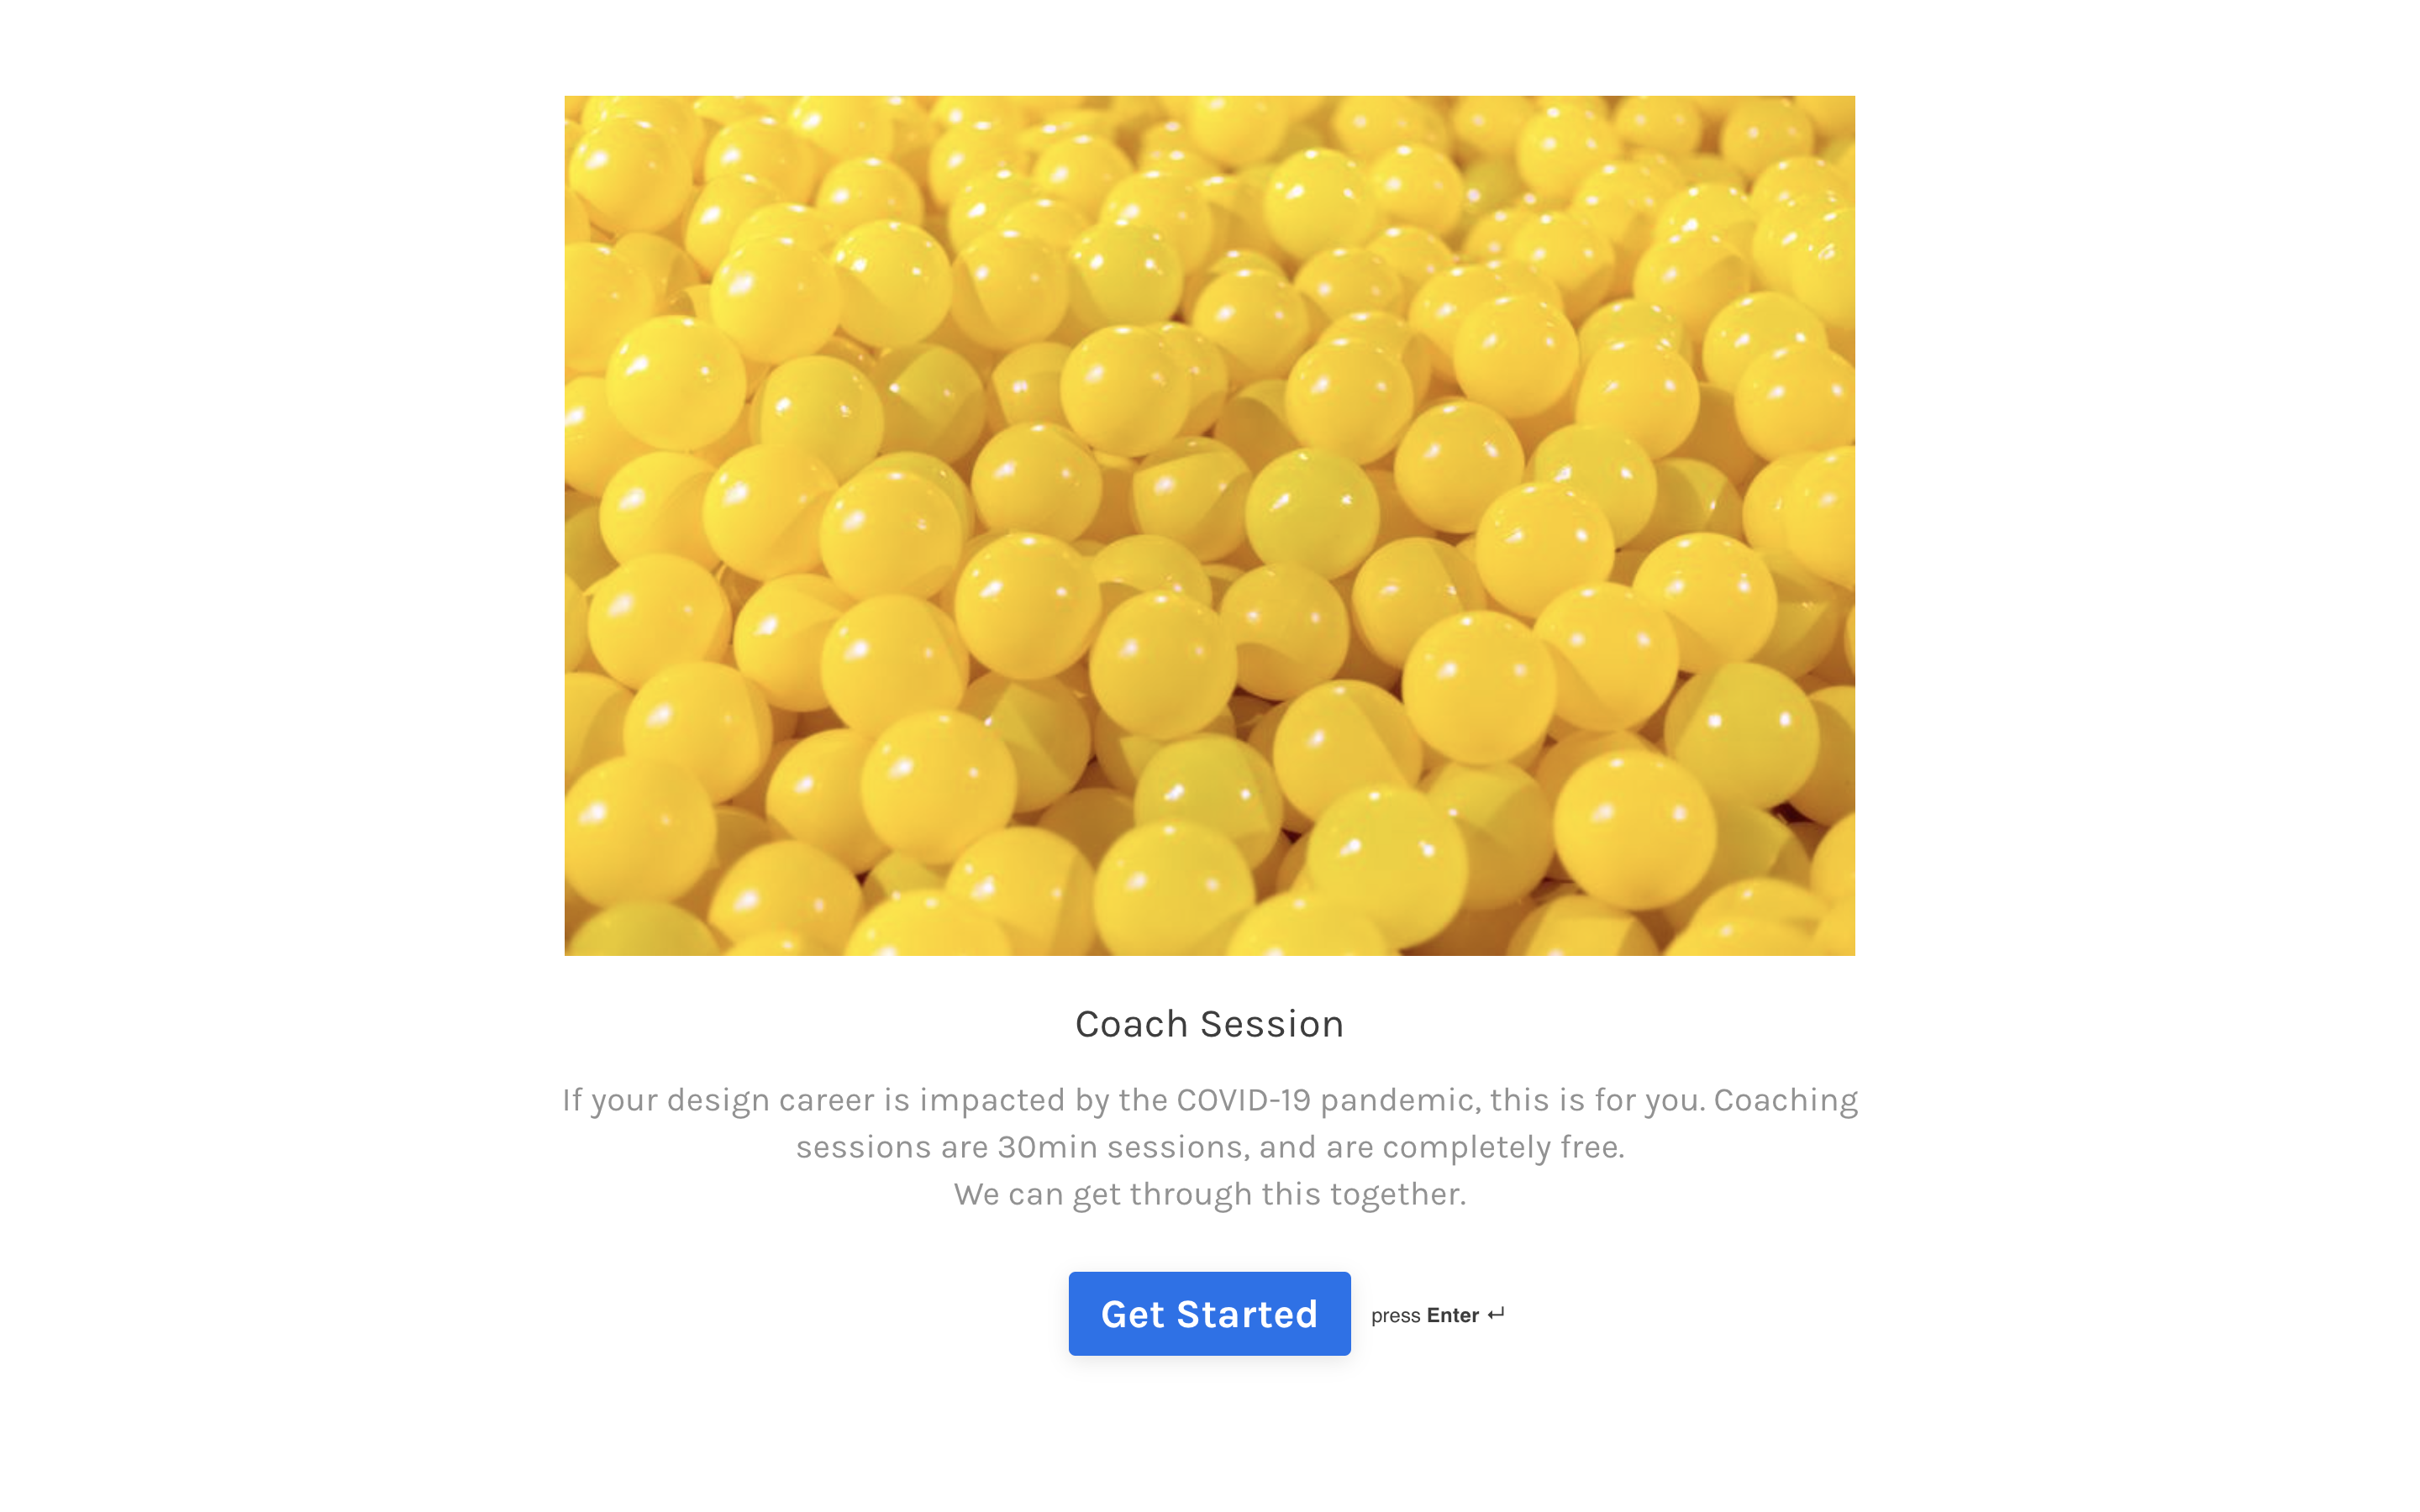 Coach Session
If your design career is impacted by the COVID-19 pandemic, this is for you. Coaching
sessions are 30min sessions, and are completely free.
We can get through this together.
Get Started press Enter ↵